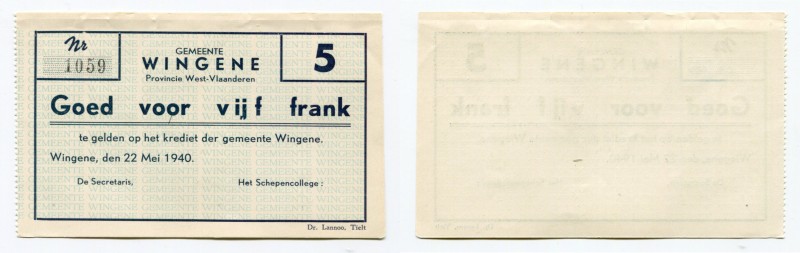 Nr
1059
GEMEENTE
WINGENE
Provincie West-Vlaanderen
5
Goed voor vijf frank
te gelden op het krediet der gemeente Wingene.
Wingene, den 22 Mei 1940.
De Secretaris,
Het Schepencollege :
Dr. Lannoo, Tielt